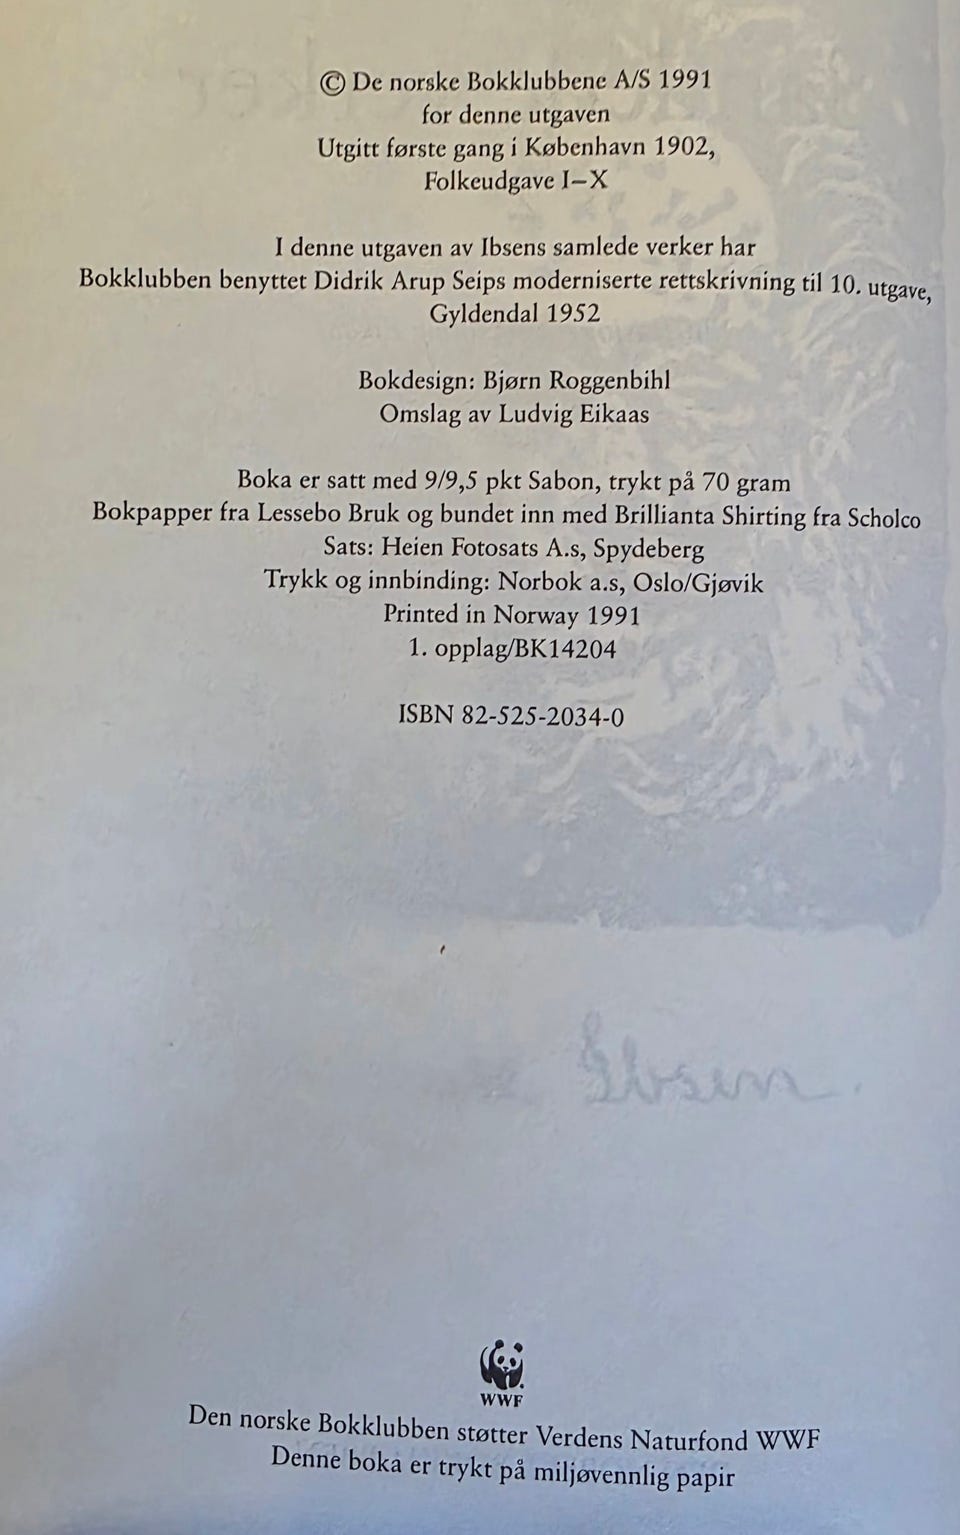 © De norske Bokklubbene A/S 1991
for denne utgaven
Utgitt første gang i København 1902,
Folkeudgave I–X
I denne utgaven av Ibsens samlede verker har
Bokklubben benyttet Didrik Arup Seips moderniserte rettskrivning til 10. utgave,
Gyldendal 1952
Bokdesign: Bjørn Roggenbihl
Omslag av Ludvig Eikaas
Boka er satt med 9/9,5 pkt Sabon, trykt på 70 gram
Bokpapper fra Lessebo Bruk og bundet inn med Brillianta Shirting fra Scholco
Sats: Heien Fotosats A.s, Spydeberg
Trykk og innbinding: Norbok a.s, Oslo/Gjøvik
Printed in Norway 1991
1. opplag/BK14204
ISBN 82-525-2034-0
Ibsen.
WWF
Den norske Bokklubben støtter Verdens Naturfond WWF
Denne boka er trykt på miljøvennlig papir